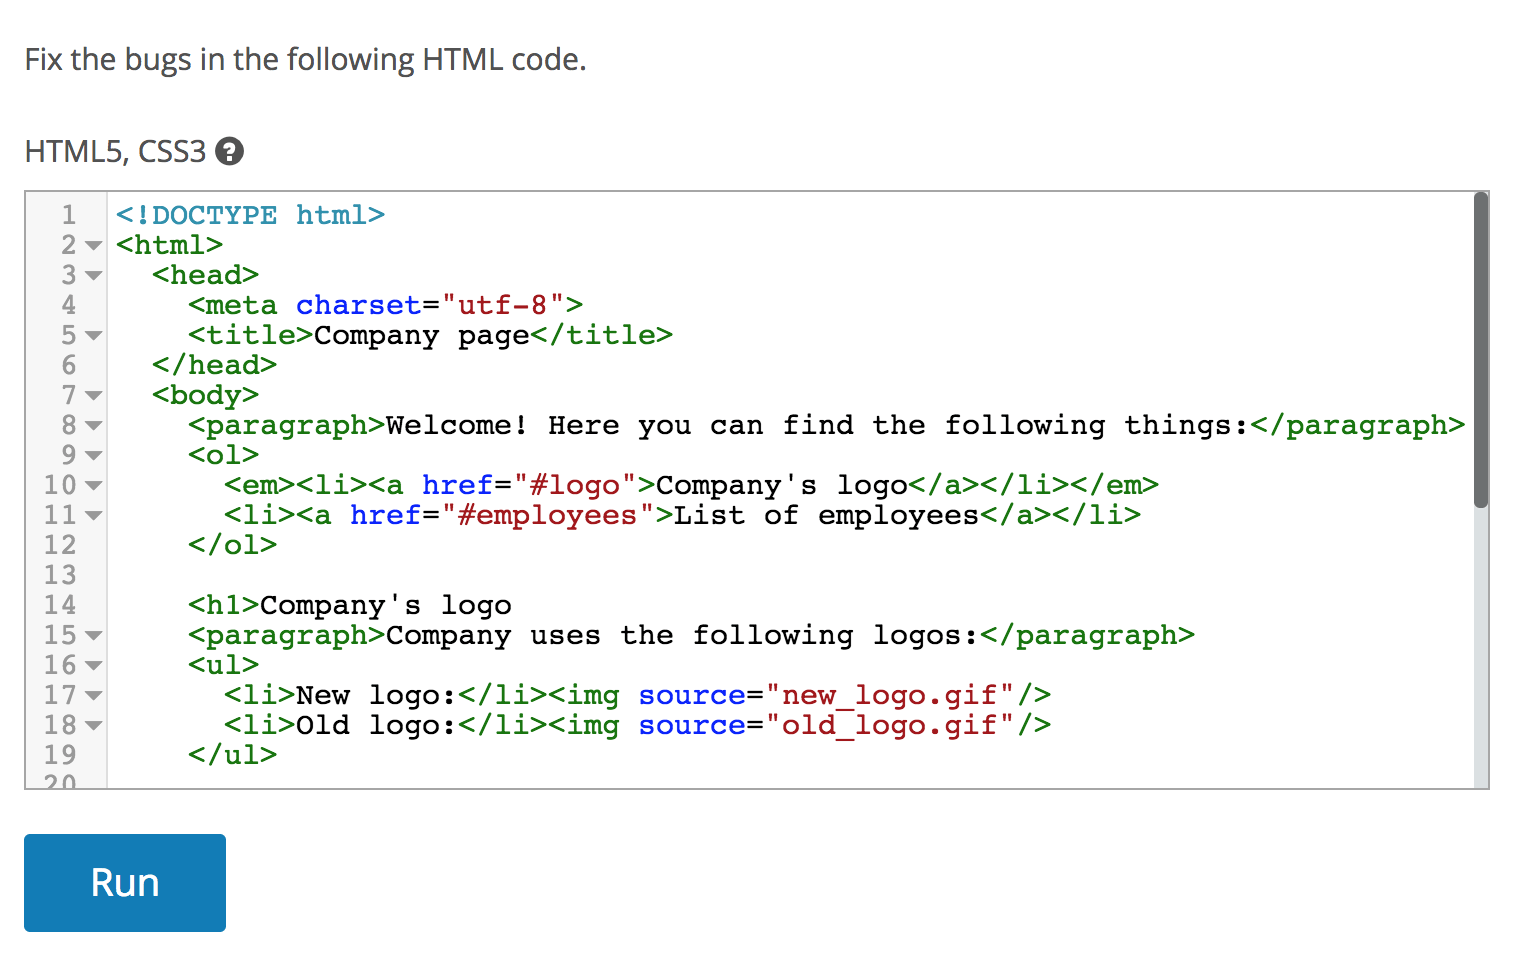 Fix the bugs in the following HTML code.
HTML5, CSS3 ?
1 <!DOCTYPE html>
2 <html>
3 <head>
4 <meta charset="utf-8">
5 <title>Company page</title>
6 </head>
7 <body>
8 <paragraph>Welcome! Here you can find the following things:</paragraph>
9 <ol>
10 <em><li><a href="#logo">Company's logo</a></li></em>
11 <li><a href="#employees">List of employees</a></li>
12 </ol>
13
14 <h1>Company's logo
15 <paragraph>Company uses the following logos:</paragraph>
16 <ul>
17 <li>New logo:</li><img source="new_logo.gif"/>
18 <li>Old logo:</li><img source="old_logo.gif"/>
19 </ul>
20
Run